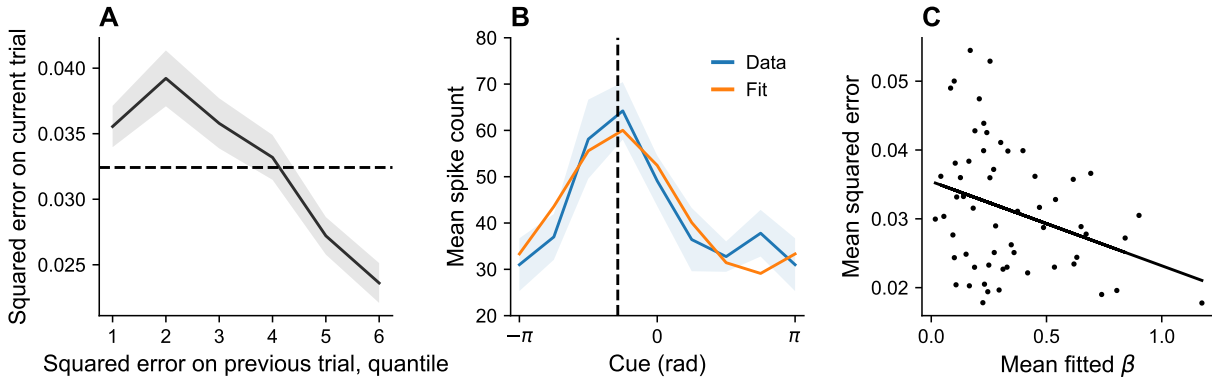 A
Squared error on current trial
0.040
0.035
0.030
0.025
1 2 3 4 5 6
Squared error on previous trial, quantile
B
Mean spike count
80
70
60
50
40
30
20
Data
Fit
−π 0 π
Cue (rad)
C
Mean squared error
0.05
0.04
0.03
0.02
0.0 0.5 1.0
Mean fitted β